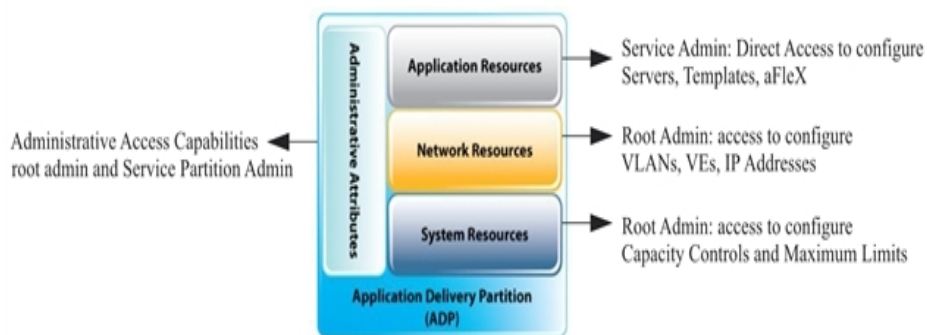 Administrative Access Capabilities
root admin and Service Partition Admin
Administrative Attributes
Application Resources
Network Resources
System Resources
Application Delivery Partition
(ADP)
Service Admin: Direct Access to configure
Servers, Templates, aFleX
Root Admin: access to configure
VLANs, VEs, IP Addresses
Root Admin: access to configure
Capacity Controls and Maximum Limits